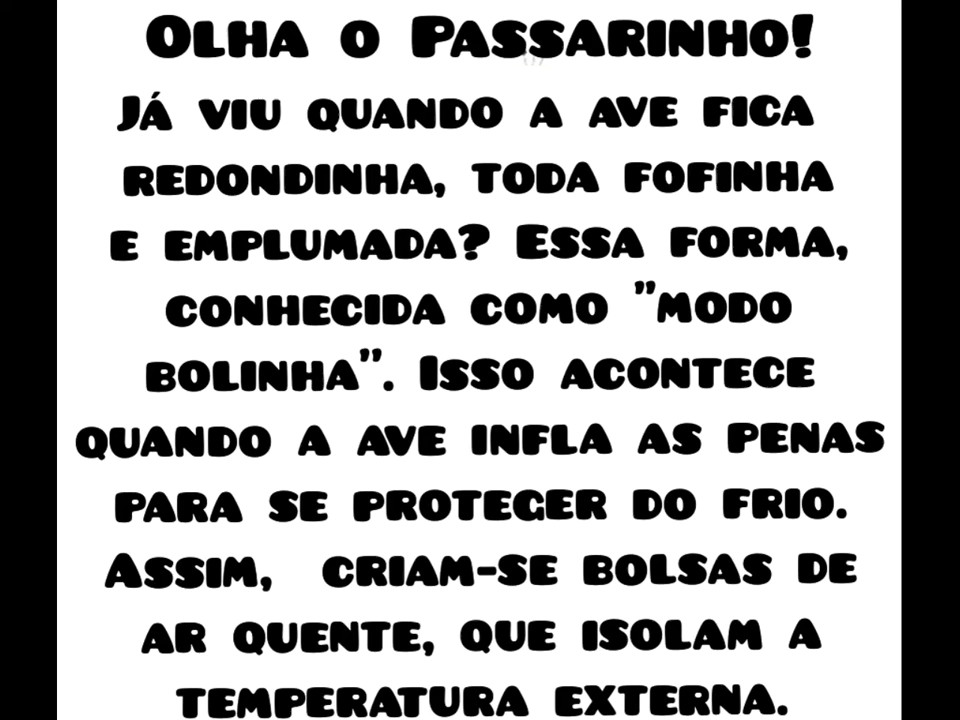 Olha o Passarinho!
Já viu quando a ave fica
redondinha, toda fofinha
e emplumada? Essa forma,
conhecida como "modo
bolinha". Isso acontece
quando a ave infla as penas
para se proteger do frio.
Assim, criam-se bolsas de
ar quente, que isolam a
temperatura externa.